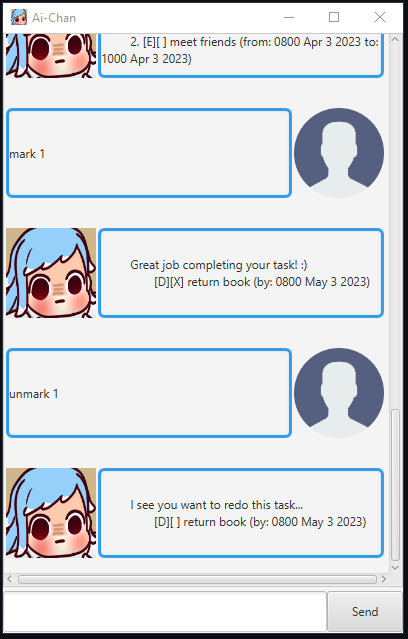 Ai-Chan
2. [E][ ] meet friends (from: 0800 Apr 3 2023 to:
1000 Apr 3 2023)
mark 1
Great job completing your task! :)
[D][X] return book (by: 0800 May 3 2023)
unmark 1
I see you want to redo this task...
[D][ ] return book (by: 0800 May 3 2023)
Send